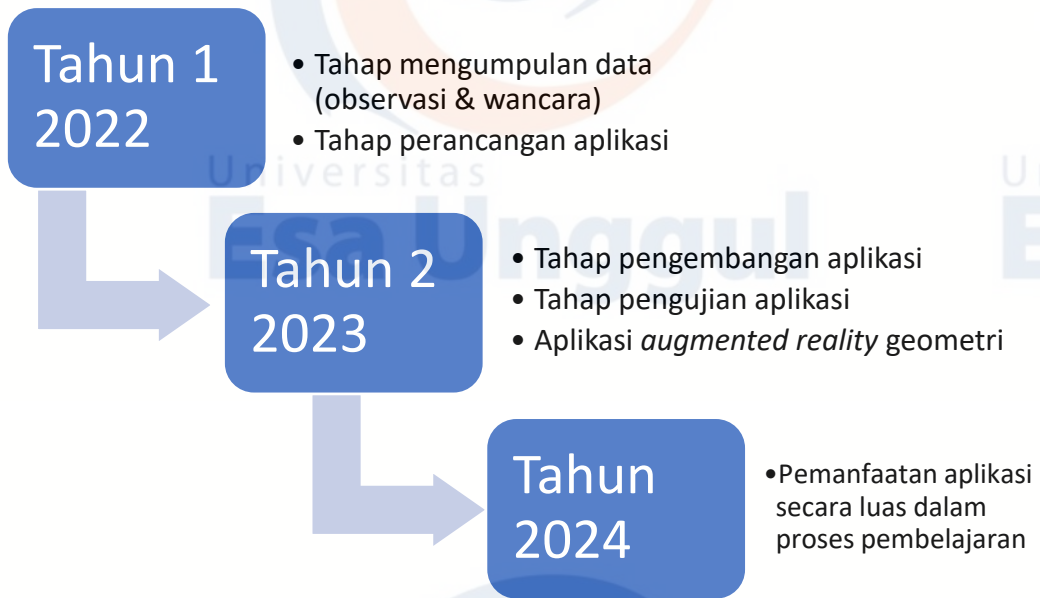 Tahun 1
2022
• Tahap mengumpulan data
(observasi & wancara)
• Tahap perancangan aplikasi
Universitas
Esa Unggul
U
E
Tahun 2
2023
• Tahap pengembangan aplikasi
• Tahap pengujian aplikasi
• Aplikasi augmented reality geometri
Tahun
2024
•Pemanfaatan aplikasi
secara luas dalam
proses pembelajaran